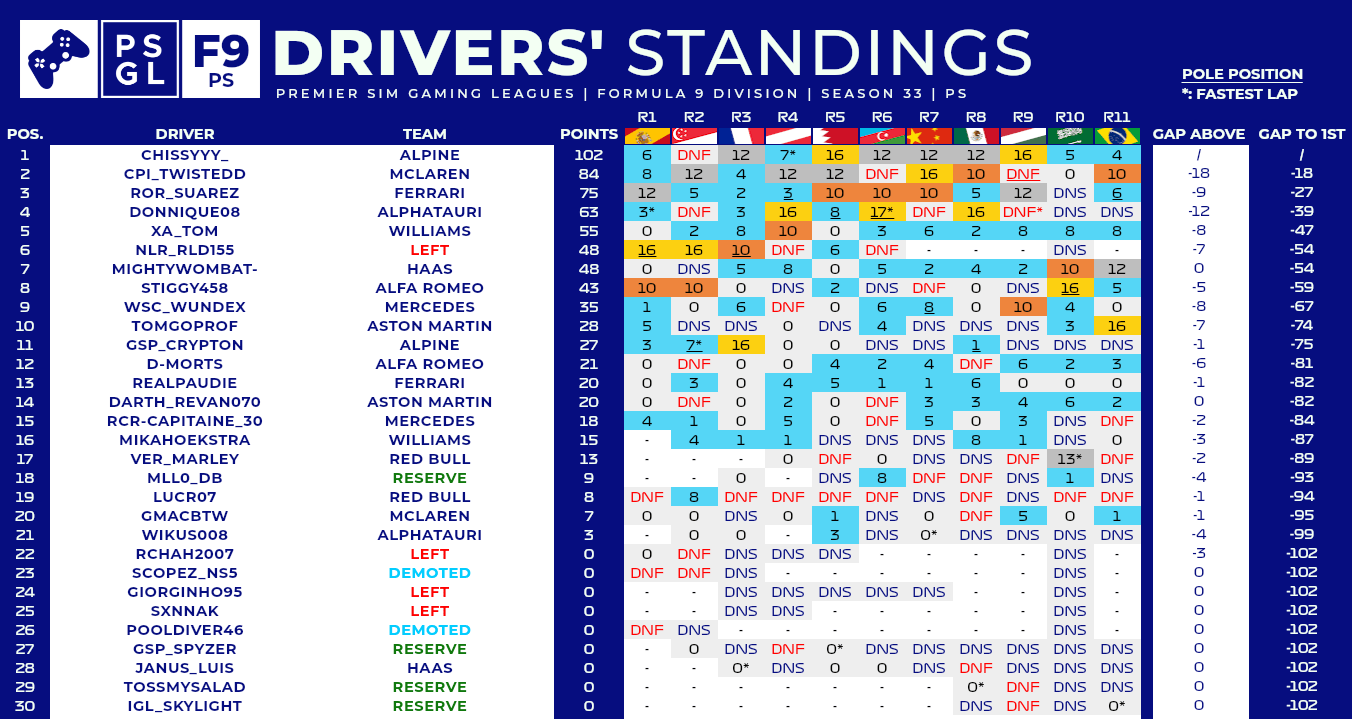 PS GL F9 PS DRIVERS' STANDINGS
PREMIER SIM GAMING LEAGUES | FORMULA 9 DIVISION | SEASON 33 | PS
POLE POSITION
*: FASTEST LAP
R1 R2 R3 R4 R5 R6 R7 R8 R9 R10 R11
POS. DRIVER TEAM POINTS GAP ABOVE GAP TO 1ST
1 CHISSYYY_ ALPINE 102 6 DNF 12 7* 16 12 12 12 16 5 4 / /
2 CPI_TWISTEDD MCLAREN 84 8 12 4 12 12 DNF 16 10 DNF 0 10 -18 -18
3 ROR_SUAREZ FERRARI 75 12 5 2 3 10 10 10 5 12 DNS 6 -9 -27
4 DONNIQUE08 ALPHATAURI 63 3* DNF 3 16 8 17* DNF 16 DNF* DNS DNS -12 -39
5 XA_TOM WILLIAMS 55 0 2 8 10 0 3 6 2 8 8 8 -8 -47
6 NLR_RLD155 LEFT 48 16 16 10 DNF 6 DNF - - - DNS - -7 -54
7 MIGHTYWOMBAT- HAAS 48 0 DNS 5 8 0 5 2 4 2 10 12 0 -54
8 STIGGY458 ALFA ROMEO 43 10 10 0 DNS 2 DNS DNF 0 DNS 16 5 -5 -59
9 WSC_WUNDEX MERCEDES 35 1 0 6 DNF 0 6 8 0 10 4 0 -8 -67
10 TOMGOPROF ASTON MARTIN 28 5 DNS DNS 0 DNS 4 DNS DNS DNS 3 16 -7 -74
11 GSP_CRYPTON ALPINE 27 3 7* 16 0 0 DNS DNS 1 DNS DNS DNS -1 -75
12 D-MORTS ALFA ROMEO 21 0 DNF 0 0 4 2 4 DNF 6 2 3 -6 -81
13 REALPAUDIE FERRARI 20 0 3 0 4 5 1 1 6 0 0 0 -1 -82
14 DARTH_REVAN070 ASTON MARTIN 20 0 DNF 0 2 0 DNF 3 3 4 6 2 0 -82
15 RCR-CAPITAINE_30 MERCEDES 18 4 1 0 5 0 DNF 5 0 3 DNS DNF -2 -84
16 MIKAHOEKSTRA WILLIAMS 15 - 4 1 1 DNS DNS DNS 8 1 DNS 0 -3 -87
17 VER_MARLEY RED BULL 13 - - - 0 DNF 0 DNS DNS DNF 13* DNF -2 -89
18 MLL0_DB RESERVE 9 - - 0 - DNS 8 DNF DNF DNS 1 DNS -4 -93
19 LUCR07 RED BULL 8 DNF 8 DNF DNF DNF DNF DNS DNF DNS DNF DNF -1 -94
20 GMACBTW MCLAREN 7 0 0 DNS 0 1 DNS 0 DNF 5 0 1 -1 -95
21 WIKUS008 ALPHATAURI 3 - 0 0 - 3 DNS 0* DNS DNS DNS DNS -4 -99
22 RCHAH2007 LEFT 0 0 DNF DNS DNS DNS - - - - DNS - -3 -102
23 SCOPEZ_NS5 DEMOTED 0 DNF DNF DNS - - - - - - DNS - 0 -102
24 GIORGINHO95 LEFT 0 - - DNS DNS DNS DNS DNS - - DNS - 0 -102
25 SXNNAK LEFT 0 - - DNS DNS - - - - - DNS - 0 -102
26 POOLDIVER46 DEMOTED 0 DNF DNS - - - - - - - DNS - 0 -102
27 GSP_SPYZER RESERVE 0 - 0 DNS DNF 0* DNS DNS DNS DNS DNS DNS 0 -102
28 JANUS_LUIS HAAS 0 - - 0* DNS 0 0 DNS DNF DNS DNS DNS 0 -102
29 TOSSMYSALAD RESERVE 0 - - - - - - - 0* DNF DNS DNS 0 -102
30 IGL_SKYLIGHT RESERVE 0 - - - - - - - DNS DNF DNS 0* 0 -102